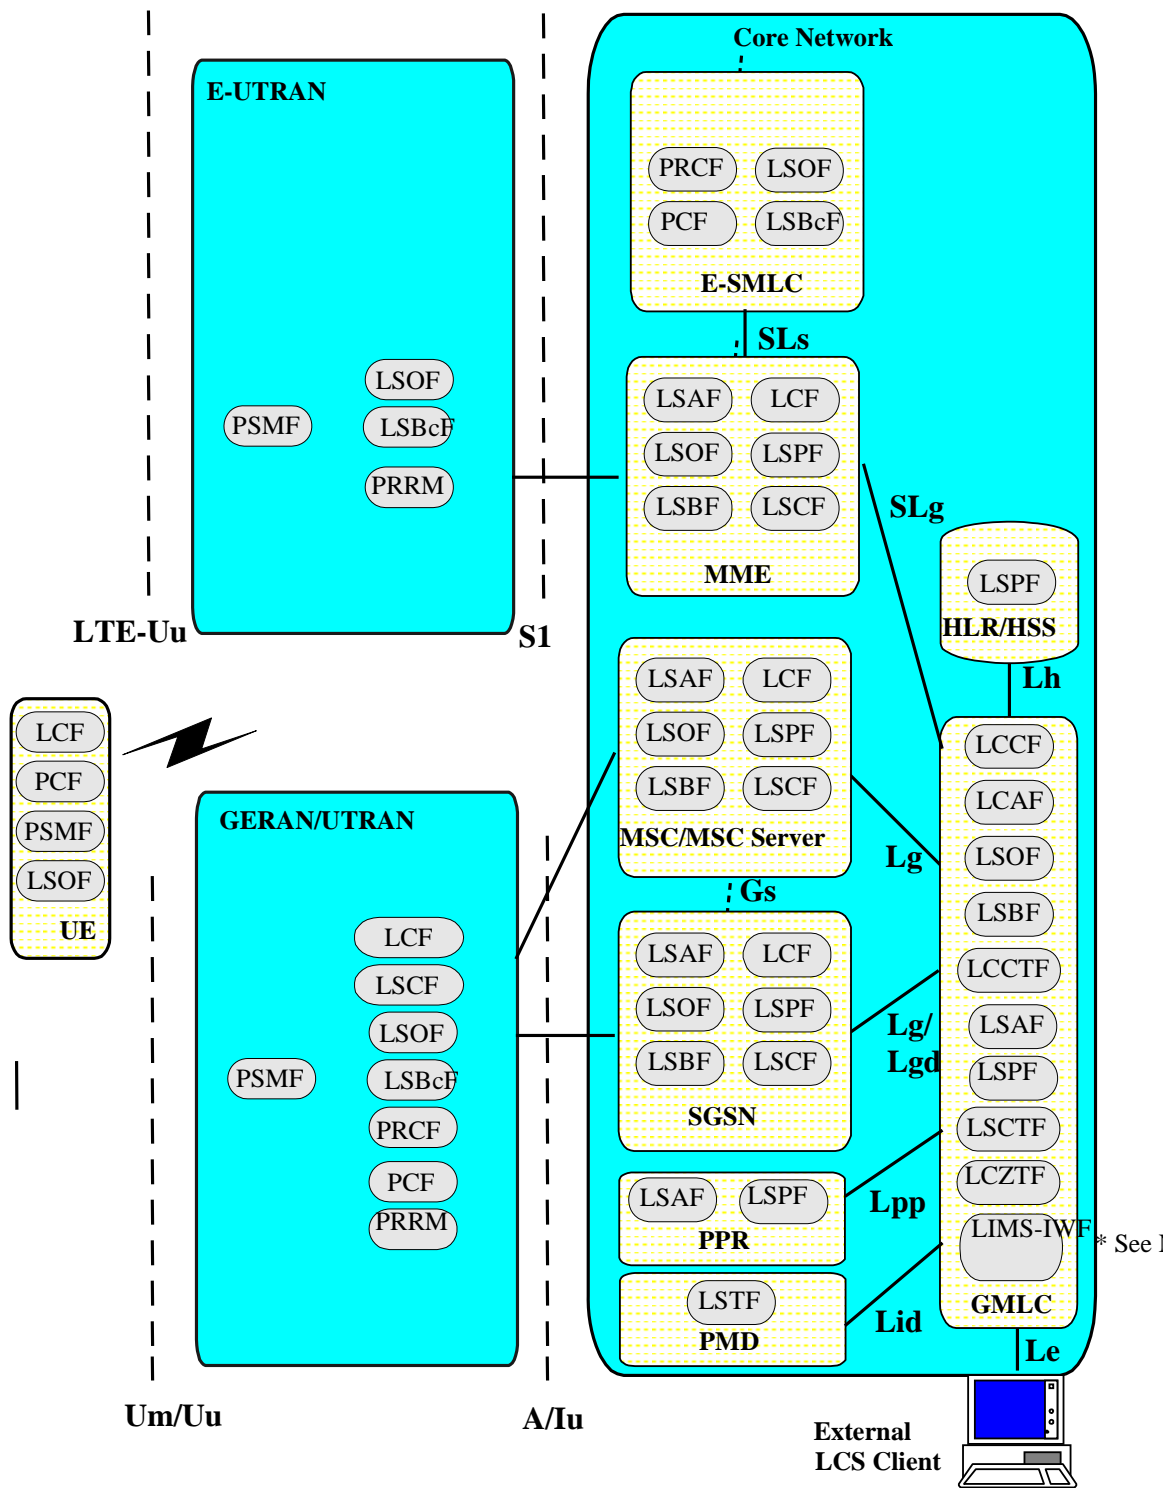 Core Network
E-UTRAN
PRCF
LSOF
PCF
LSBcF
E-SMLC
SLs
LSOF
PSMF
LSBcF
PRRM
LSAF
LCF
LSOF
LSPF
LSBF
LSCF
MME
SLg
LSPF
HLR/HSS
LTE-Uu
S1
Lh
LCF
PCF
PSMF
LSOF
UE
LSAF
LCF
LSOF
LSPF
LSBF
LSCF
MSC/MSC Server
Lg
Gs
GERAN/UTRAN
LCF
LSCF
LSOF
PSMF
LSBcF
PRCF
PCF
PRRM
LSAF
LCF
LSOF
LSPF
LSBF
LSCF
SGSN
Lg/
Lgd
LSAF
LSPF
PPR
Lpp
LSTF
PMD
Lid
LCCF
LCAF
LSOF
LSBF
LCCTF
LSAF
LSPF
LSCTF
LCZTF
LIMS-IWF
* See
GMLC
Le
Um/Uu
A/Iu
External
LCS Client